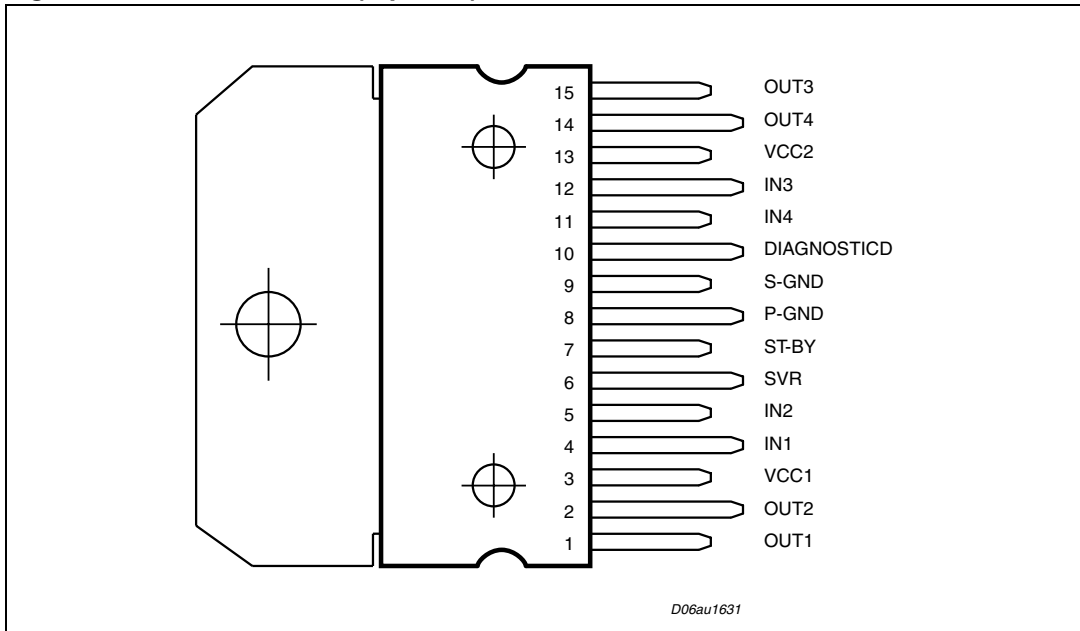 15 OUT3
14 OUT4
13 VCC2
12 IN3
11 IN4
10 DIAGNOSTICD
9 S-GND
8 P-GND
7 ST-BY
6 SVR
5 IN2
4 IN1
3 VCC1
2 OUT2
1 OUT1
D06au1631